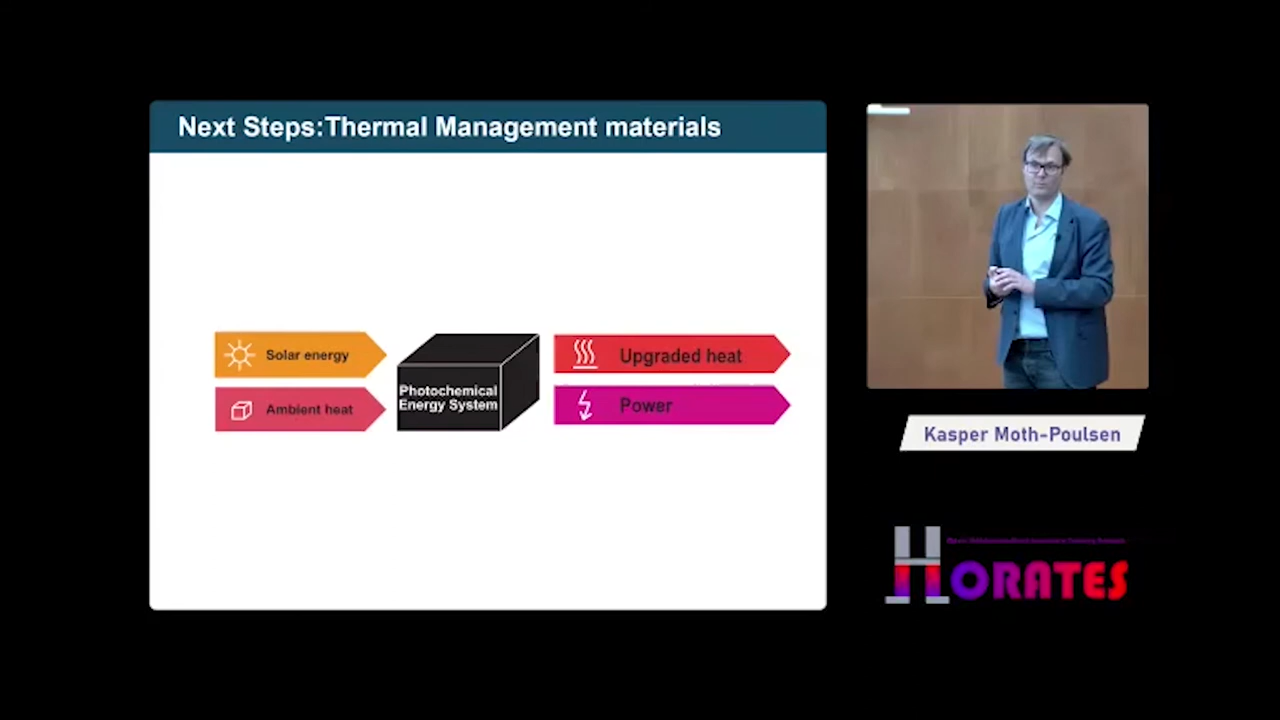 Next Steps:Thermal Management materials
Solar energy
Ambient heat
Photochemical
Energy System
Upgraded heat
Power
Kasper Moth-Poulsen
HORATES